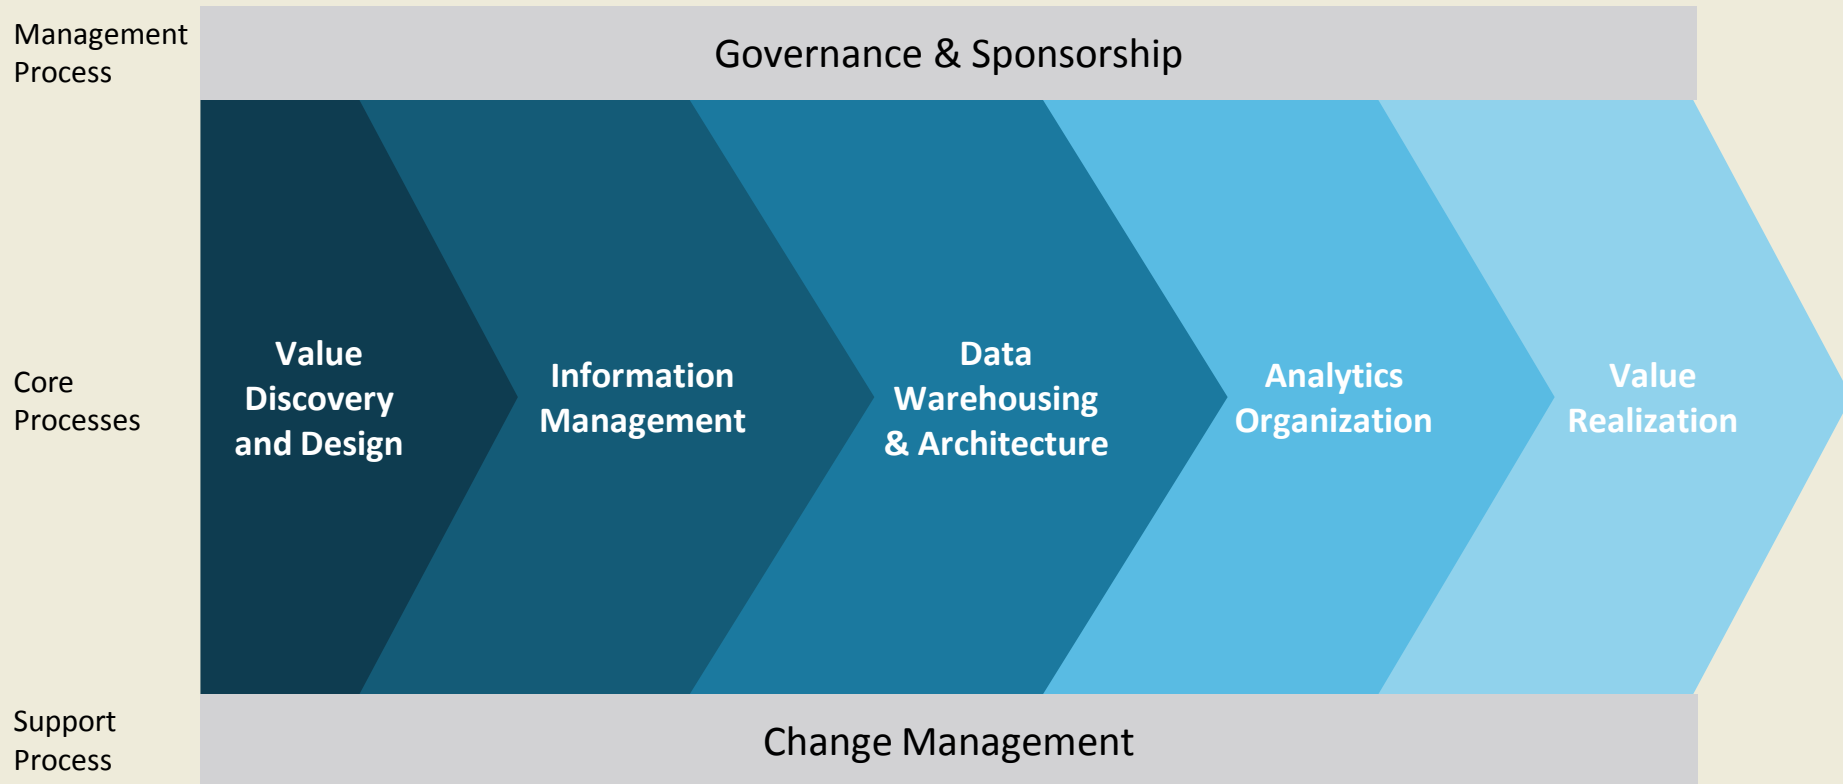 Management
Process
Governance & Sponsorship
Core
Processes
Value
Discovery
and Design
Information
Management
Data
Warehousing
& Architecture
Analytics
Organization
Value
Realization
Support
Process
Change Management